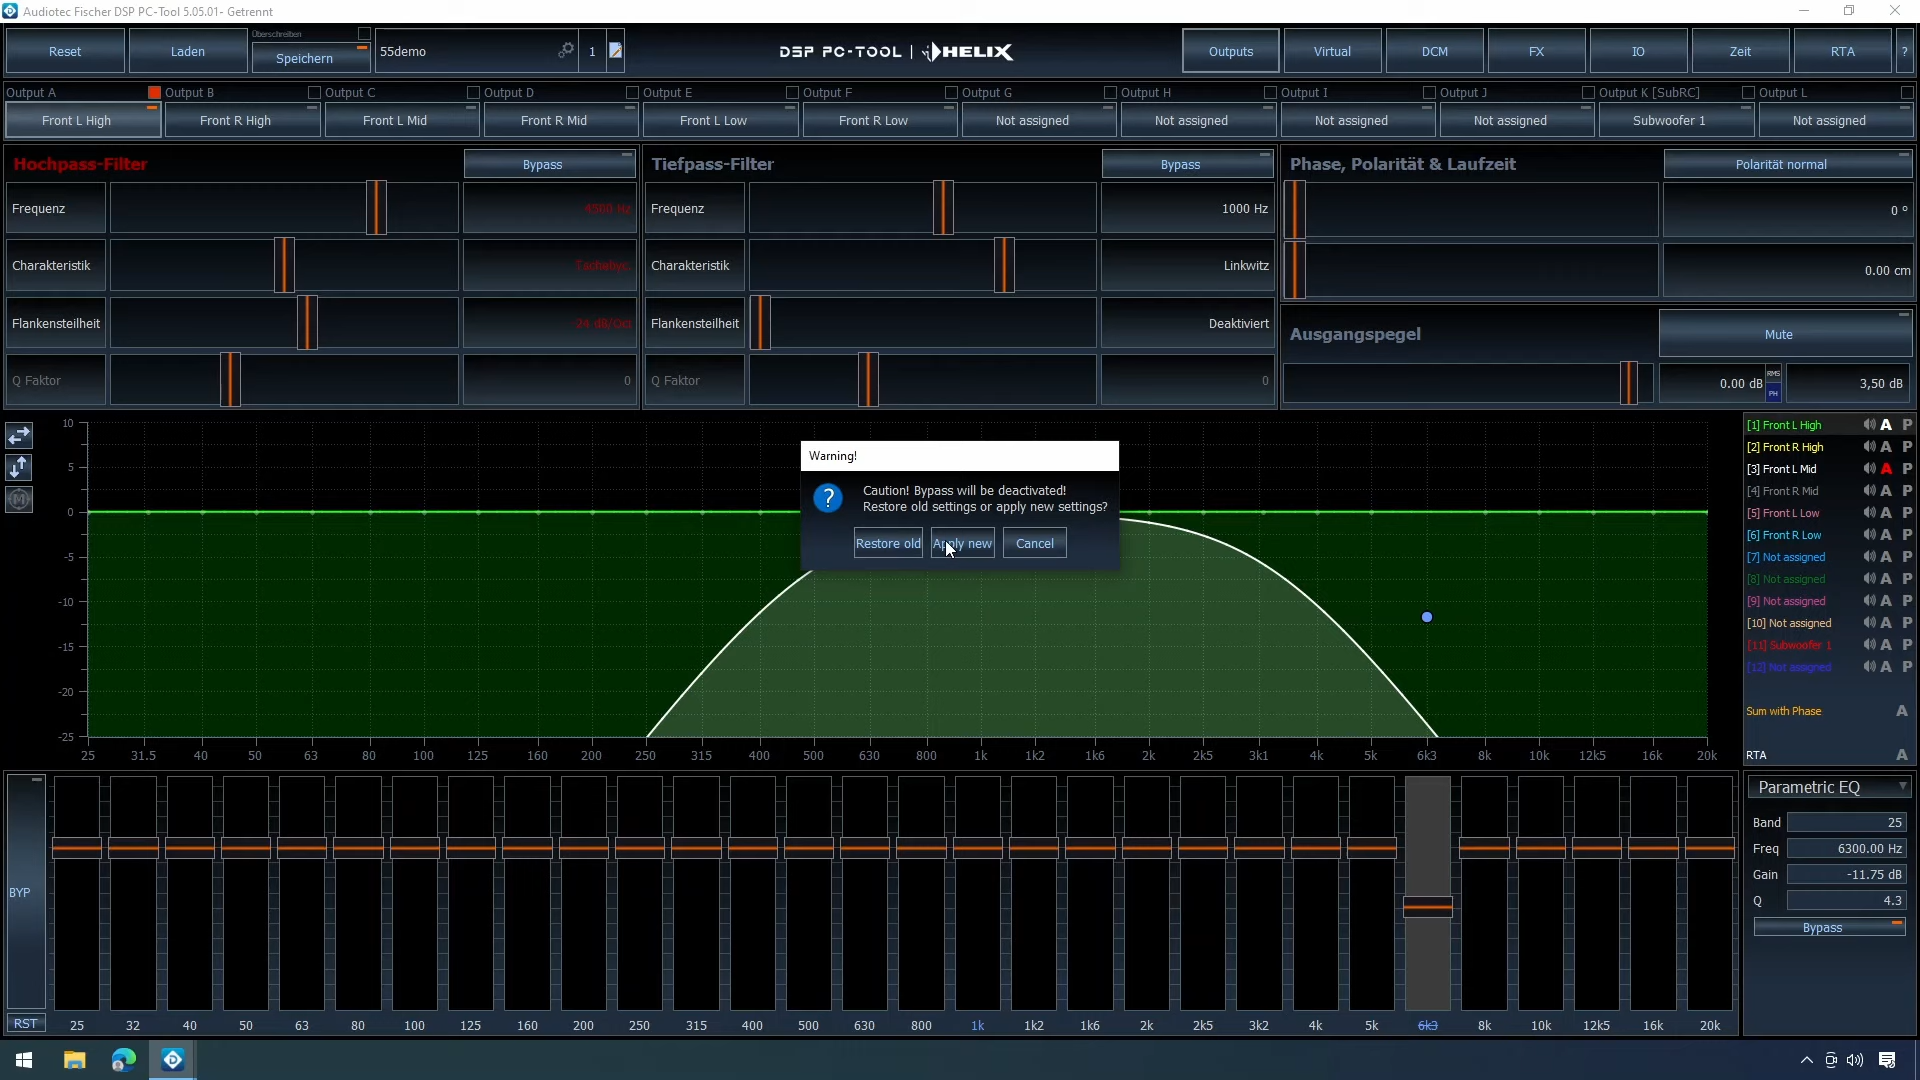 Audiotec Fischer DSP PC-Tool 5.05.01- Getrennt
Reset
Laden
Überschreiben
Speichern
55demo
1
DSP PC-TOOL | HELIX
Outputs
Virtual
DCM
FX
IO
Zeit
RTA
?
Output A
Output B
Output C
Output D
Output E
Output F
Output G
Output H
Output I
Output J
Output K [SubRC]
Output L
Front L High
Front R High
Front L Mid
Front R Mid
Front L Low
Front R Low
Not assigned
Not assigned
Not assigned
Not assigned
Subwoofer 1
Not assigned
Hochpass-Filter
Bypass
Frequenz
4500 Hz
Charakteristik
Tschebyc.
Flankensteilheit
-24 dB/Oct
Q Faktor
0
Tiefpass-Filter
Bypass
Frequenz
1000 Hz
Charakteristik
Linkwitz
Flankensteilheit
Deaktiviert
Q Faktor
0
Phase, Polarität & Laufzeit
Polarität normal
0 °
0.00 cm
Ausgangspegel
Mute
0.00 dB
RMS
PH
3,50 dB
10
5
0
-5
-10
-15
-20
-25
25 31.5 40 50 63 80 100 125 160 200 250 315 400 500 630 800 1k 1k2 1k6 2k 2k5 3k1 4k 5k 6k3 8k 10k 12k5 16k 20k
M
Warning!
?
Caution! Bypass will be deactivated!
Restore old settings or apply new settings?
Restore old
Apply new
Cancel
[1] Front L High A P
[2] Front R High A P
[3] Front L Mid A P
[4] Front R Mid A P
[5] Front L Low A P
[6] Front R Low A P
[7] Not assigned A P
[8] Not assigned A P
[9] Not assigned A P
[10] Not assigned A P
[11] Subwoofer 1 A P
[12] Not assigned A P
Sum with Phase A
RTA A
BYP
RST
25 32 40 50 63 80 100 125 160 200 250 315 400 500 630 800 1k 1k2 1k6 2k 2k5 3k2 4k 5k 6k3 8k 10k 12k5 16k 20k
Parametric EQ
Band 25
Freq 6300.00 Hz
Gain -11.75 dB
Q 4.3
Bypass